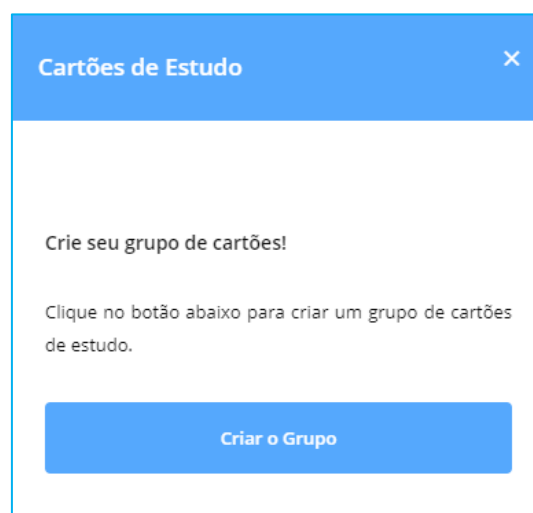 Cartões de Estudo
×
Crie seu grupo de cartões!
Clique no botão abaixo para criar um grupo de cartões
de estudo.
Criar o Grupo